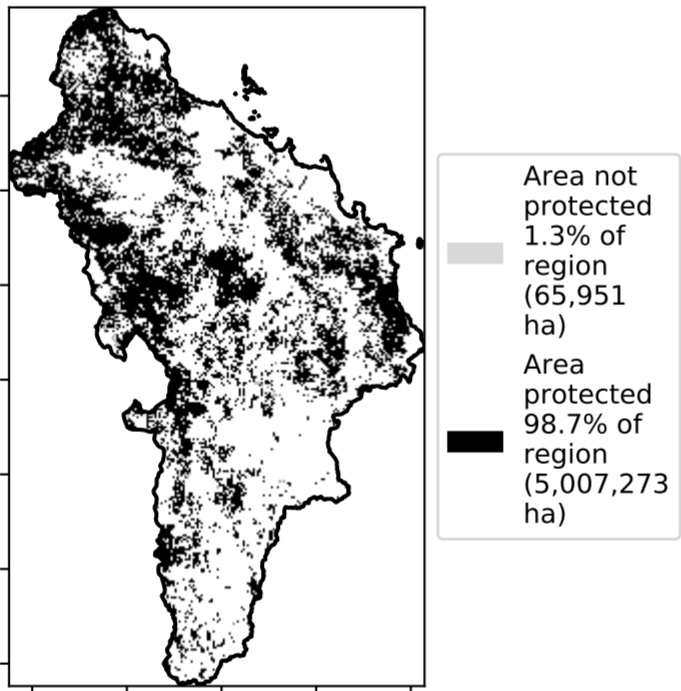 Area not
protected
1.3% of
region
(65,951
ha)
Area
protected
98.7% of
region
(5,007,273
ha)